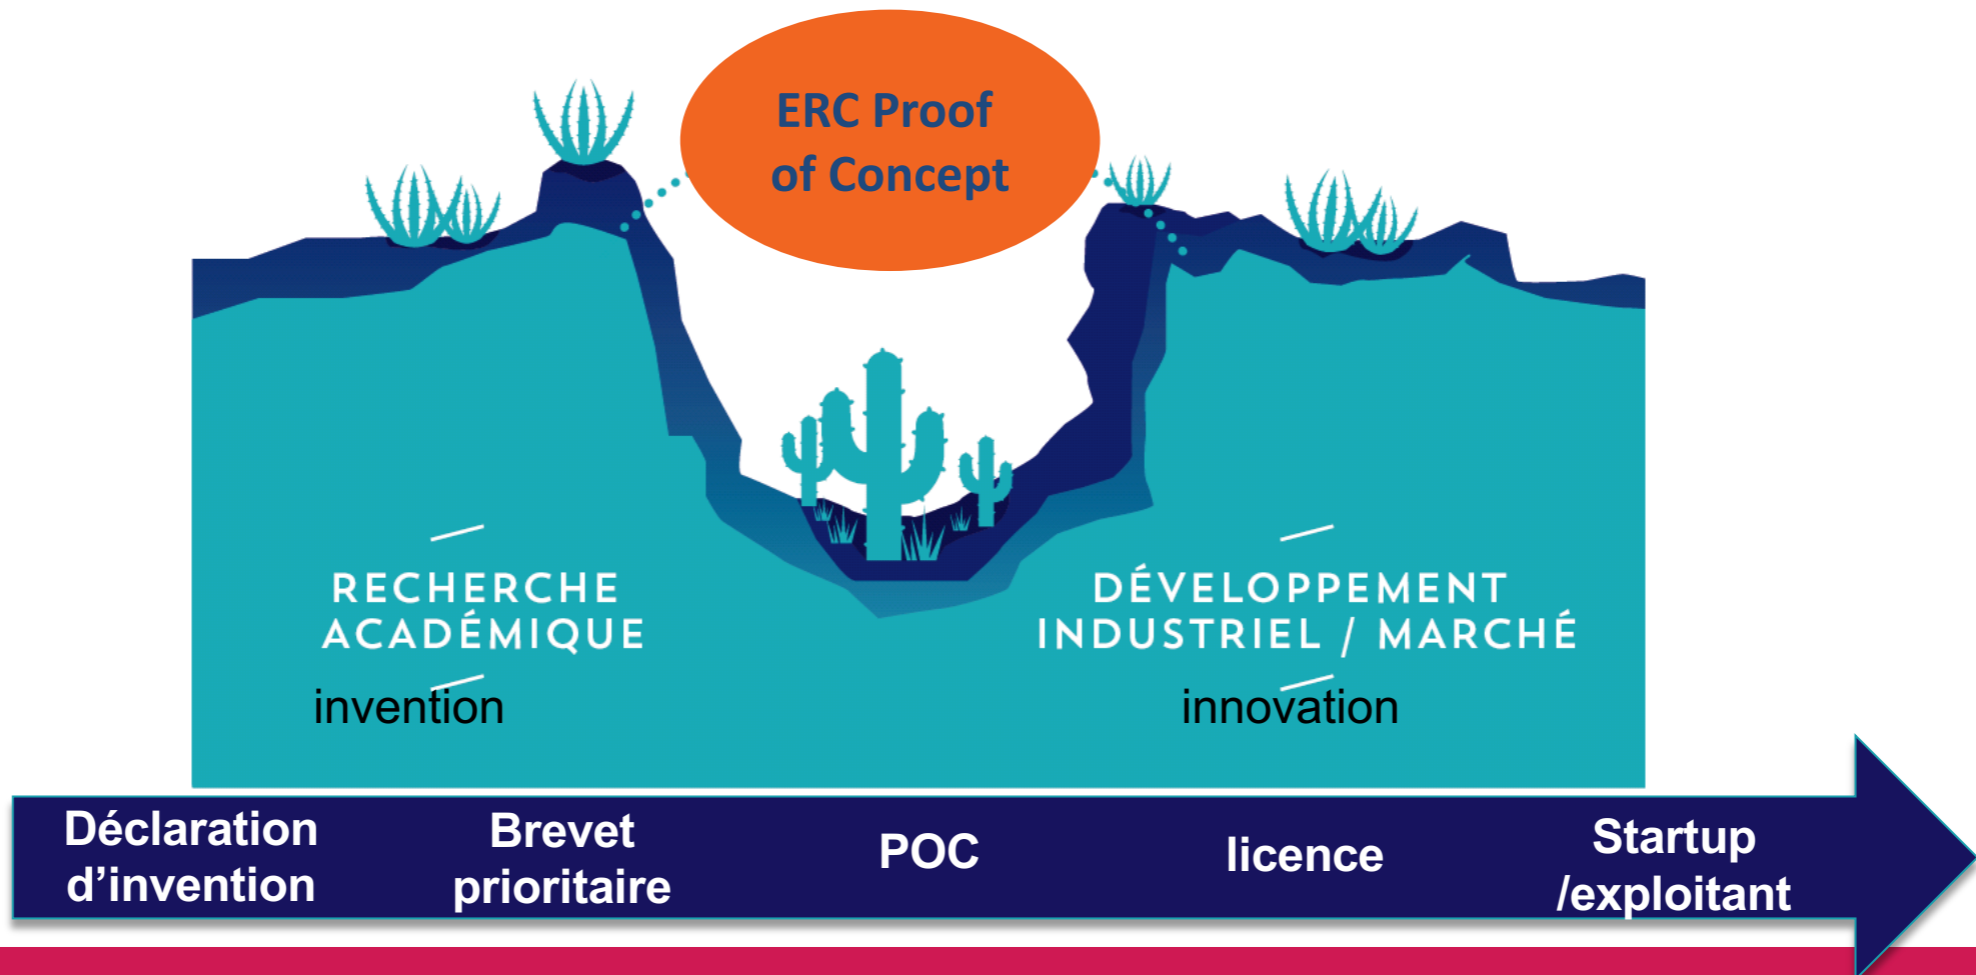 ERC Proof
of Concept
RECHERCHE
ACADÉMIQUE
invention
DÉVELOPPEMENT
INDUSTRIEL / MARCHÉ
innovation
Déclaration
d’invention
Brevet
prioritaire
POC
licence
Startup
/exploitant